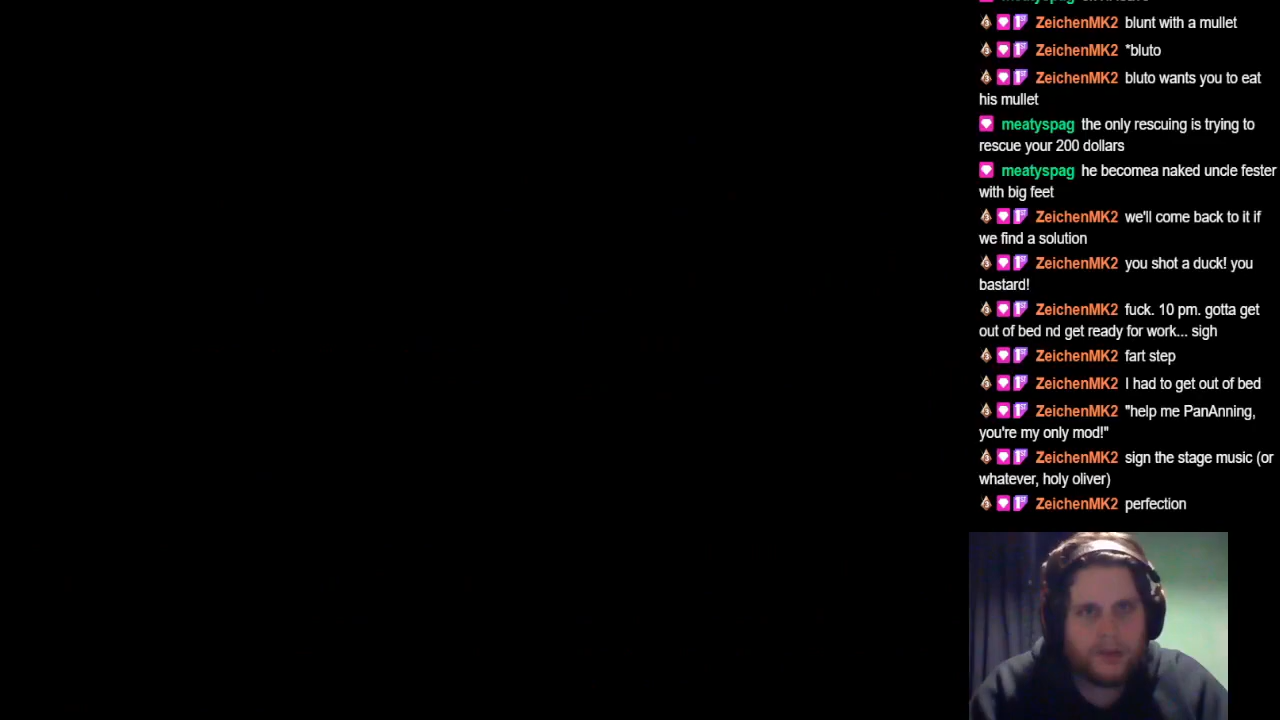 ZeichenMK2 blunt with a mullet
ZeichenMK2 *bluto
ZeichenMK2 bluto wants you to eat
his mullet
meatyspag the only rescuing is trying to
rescue your 200 dollars
meatyspag he becomea naked uncle fester
with big feet
ZeichenMK2 we'll come back to it if
we find a solution
ZeichenMK2 you shot a duck! you
bastard!
ZeichenMK2 fuck. 10 pm. gotta get
out of bed nd get ready for work... sigh
ZeichenMK2 fart step
ZeichenMK2 I had to get out of bed
ZeichenMK2 "help me PanAnning,
you're my only mod!"
ZeichenMK2 sign the stage music (or
whatever, holy oliver)
ZeichenMK2 perfection